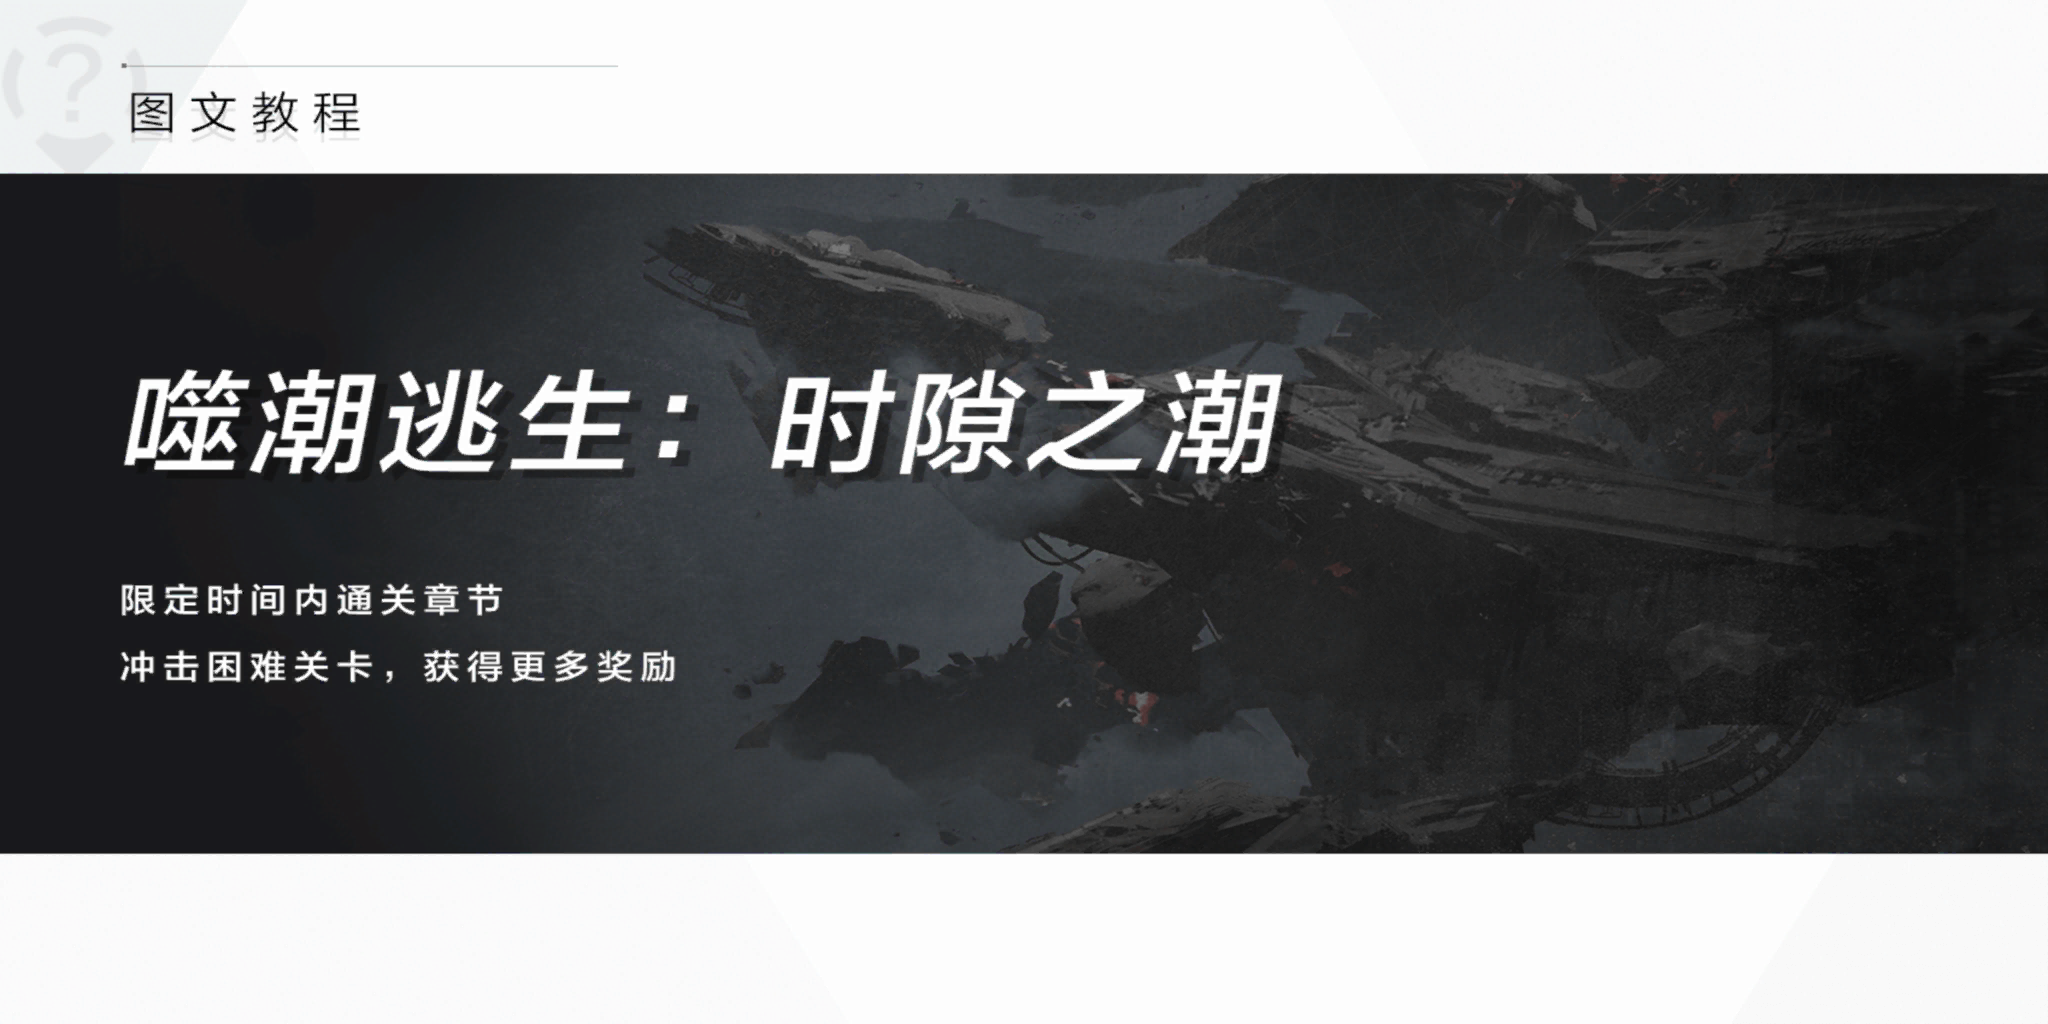 图文教程
噬潮逃生：时隙之潮
限定时间内通关章节
冲击困难关卡，获得更多奖励